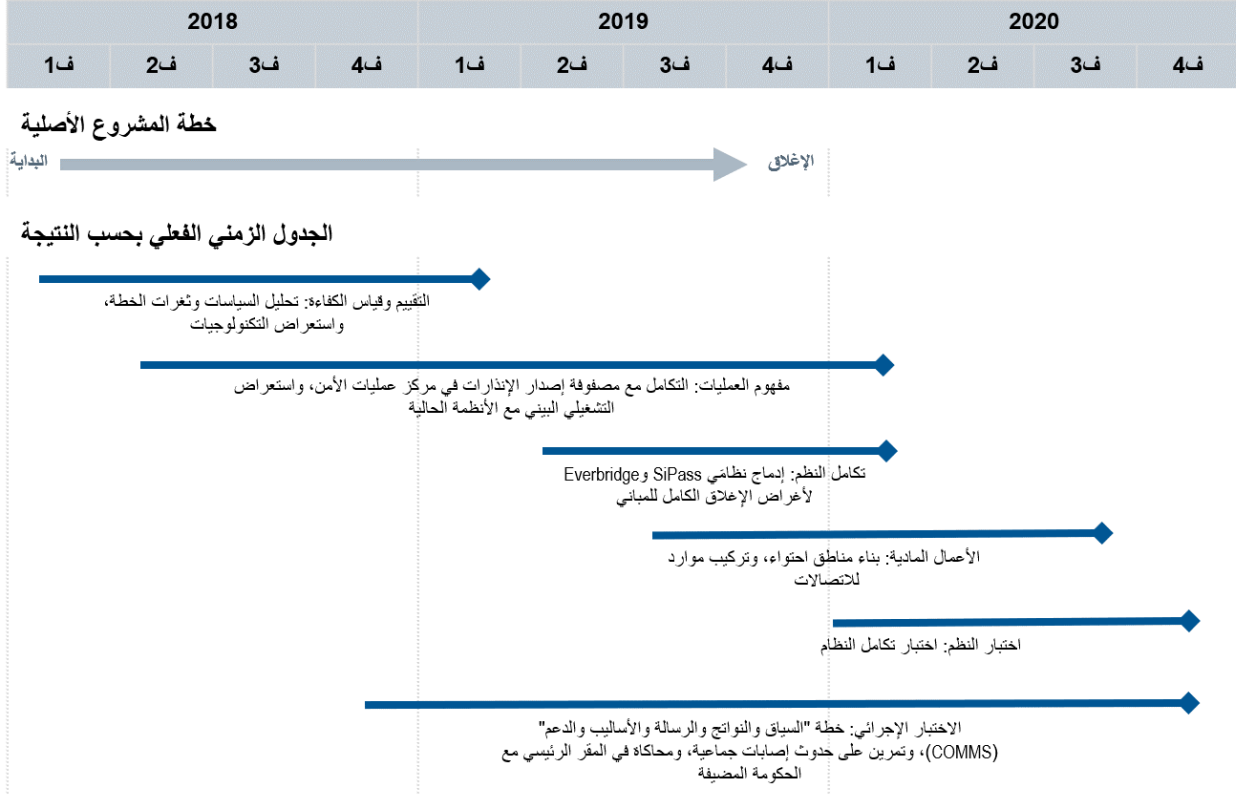 2018 2019 2020
ف1 ف2 ف3 ف4 ف1 ف2 ف3 ف4 ف1 ف2 ف3 ف4
خطة المشروع الأصلية
البداية
الإغلاق
الجدول الزمني الفعلي بحسب النتيجة
التقييم وقياس الكفاءة: تحليل السياسات وثغرات الخطة،
واستعراض التكنولوجيات
مفهوم العمليات: التكامل مع مصفوفة إصدار الإنذارات في مركز عمليات الأمن، واستعراض
التشغيلي البيني مع الأنظمة الحالية
تكامل النظم: إدماج نظامَي SiPass وEverbridge
لأغراض الإغلاق الكامل للمباني
الأعمال المادية: بناء مناطق احتواء، وتركيب موارد
للاتصالات
اختبار النظم: اختبار تكامل النظام
الاختبار الإجرائي: خطة "السياق والنواتج والرسالة والأساليب والدعم"
(COMMS)، وتمرين على حدوث إصابات جماعية، ومحاكاة في المقر الرئيسي مع
الحكومة المضيفة